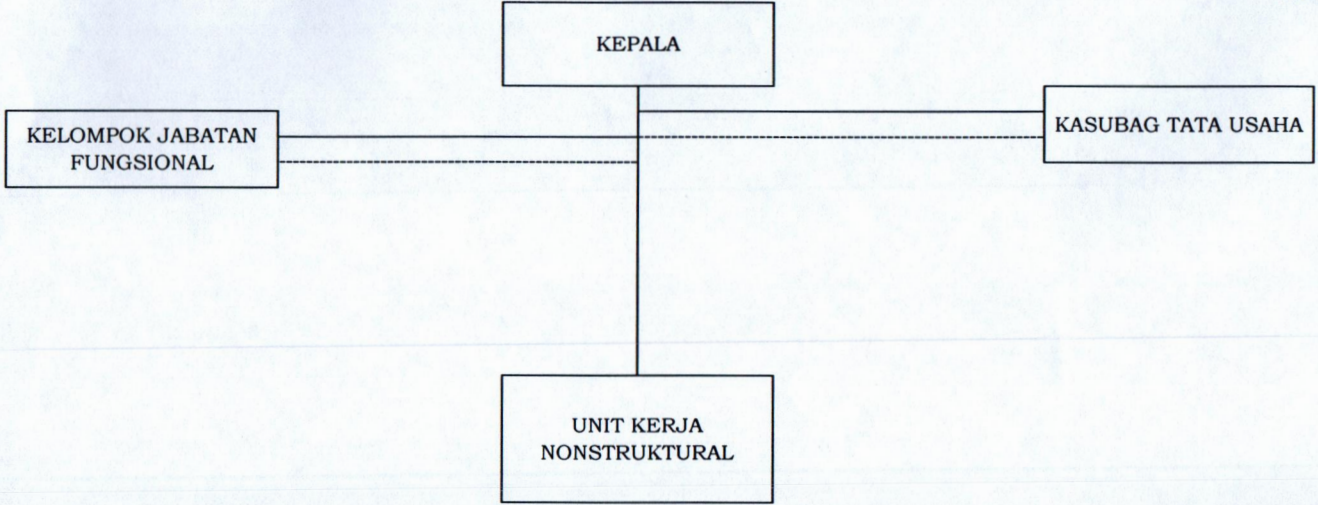 KEPALA
KELOMPOK JABATAN
FUNGSIONAL
KASUBAG TATA USAHA
UNIT KERJA
NONSTRUKTURAL